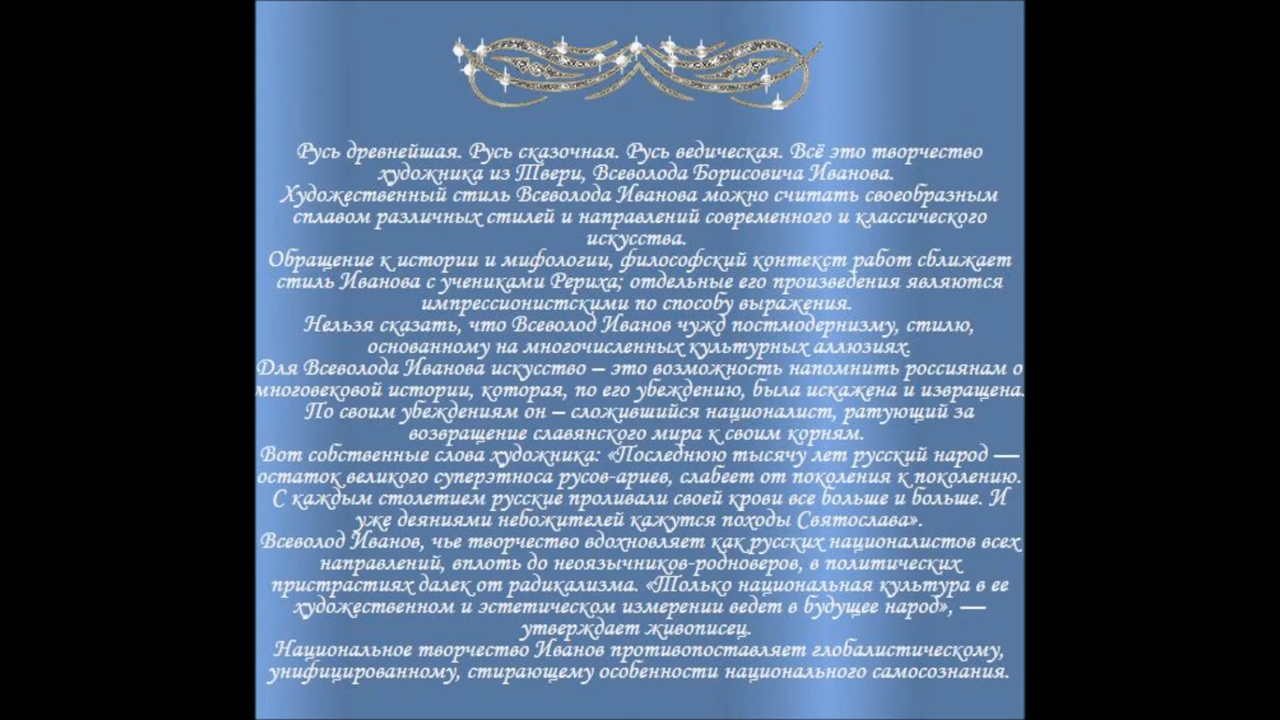 Русь древнейшая. Русь сказочная. Русь ведическая. Всё это творчество
художника из Твери, Всеволода Борисовича Иванова.
Художественный стиль Всеволода Иванова можно считать своеобразным
сплавом различных стилей и направлений современного и классического
искусства.
Обращение к истории и мифологии, философский контекст работ сближает
стиль Иванова с учениками Рериха; отдельные его произведения являются
импрессионистскими по способу выражения.
Нельзя сказать, что Всеволод Иванов чужд постмодернизму, стилю,
основанному на многочисленных культурных аллюзиях.
Для Всеволода Иванова искусство – это возможность напомнить россиянам о
многовековой истории, которая, по его убеждению, была искажена и извращена.
По своим убеждениям он – сложившийся националист, ратующий за
возвращение славянского мира к своим корням.
Вот собственные слова художника: «Последнюю тысячу лет русский народ —
остаток великого суперэтноса русов-ариев, слабеет от поколения к поколению.
С каждым столетием русские проливали своей крови все больше и больше. И
уже деяниями небожителей кажутся походы Святослава».
Всеволод Иванов, чье творчество вдохновляет как русских националистов всех
направлений, вплоть до неоязычников-родноверов, в политических
пристрастиях далек от радикализма. «Только национальная культура в ее
художественном и эстетическом измерении ведет в будущее народ», —
утверждает живописец.
Национальное творчество Иванов противопоставляет глобалистическому,
унифицированному, стирающему особенности национального самосознания.